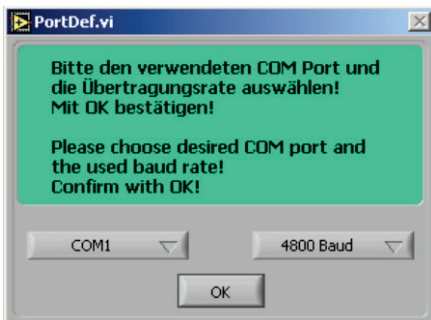 PortDef.vi
Bitte den verwendeten COM Port und
die Übertragungsrate auswählen!
Mit OK bestätigen!
Please choose desired COM port and
the used baud rate!
Confirm with OK!
COM1 4800 Baud
OK